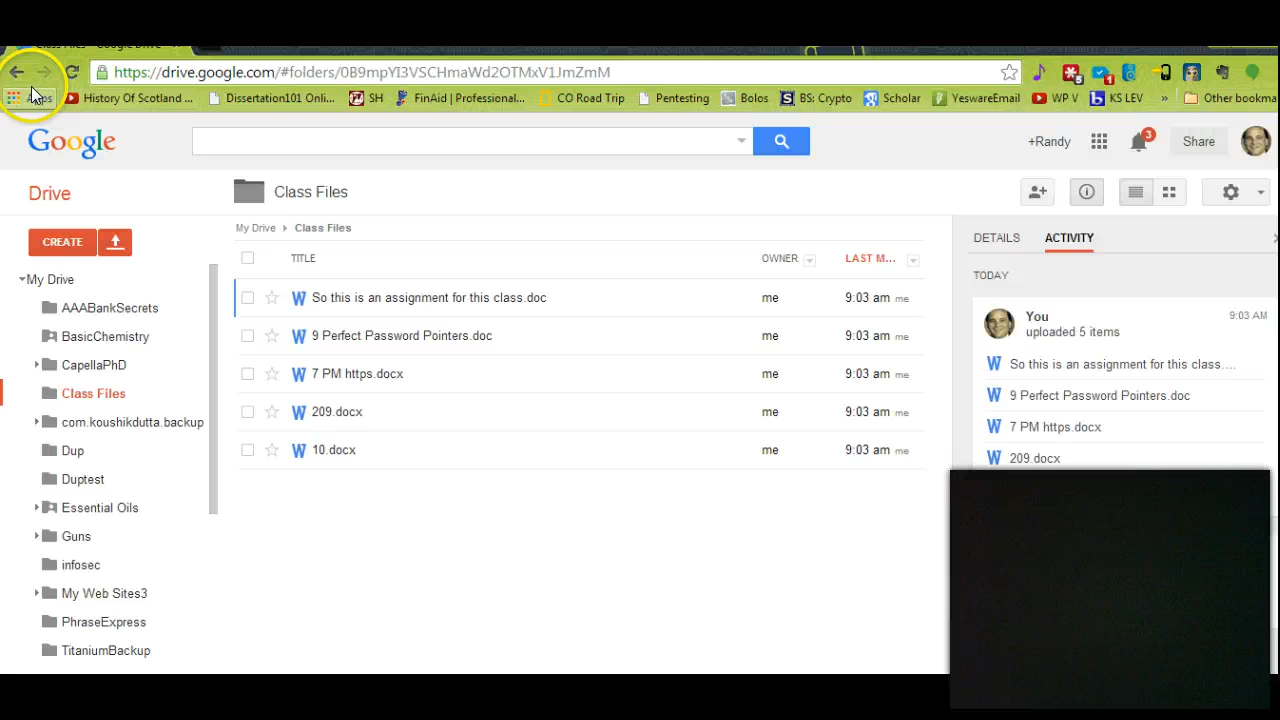 Class Files - Google Drive
https://drive.google.com/#folders/0B9mpYI3VSCHmaWd2OTMxV1JmZmM
5
1
Apps
History Of Scotland ...
Dissertation101 Onli...
SH
FinAid | Professional...
CO Road Trip
Pentesting
Bolos
BS: Crypto
Scholar
YeswareEmail
WP V
KS LEV
»
Other bookma
Google
+Randy
3
Share
Drive
Class Files
CREATE
My Drive
Class Files
DETAILS
ACTIVITY
TITLE
OWNER
LAST M...
TODAY
My Drive
AAABankSecrets
BasicChemistry
CapellaPhD
Class Files
com.koushikdutta.backup
Dup
Duptest
Essential Oils
Guns
infosec
My Web Sites3
PhraseExpress
TitaniumBackup
So this is an assignment for this class.doc
me
9:03 am me
9 Perfect Password Pointers.doc
me
9:03 am me
7 PM https.docx
me
9:03 am me
209.docx
me
9:03 am me
10.docx
me
9:03 am me
You
9:03 AM
uploaded 5 items
So this is an assignment for this class....
9 Perfect Password Pointers.doc
7 PM https.docx
209.docx